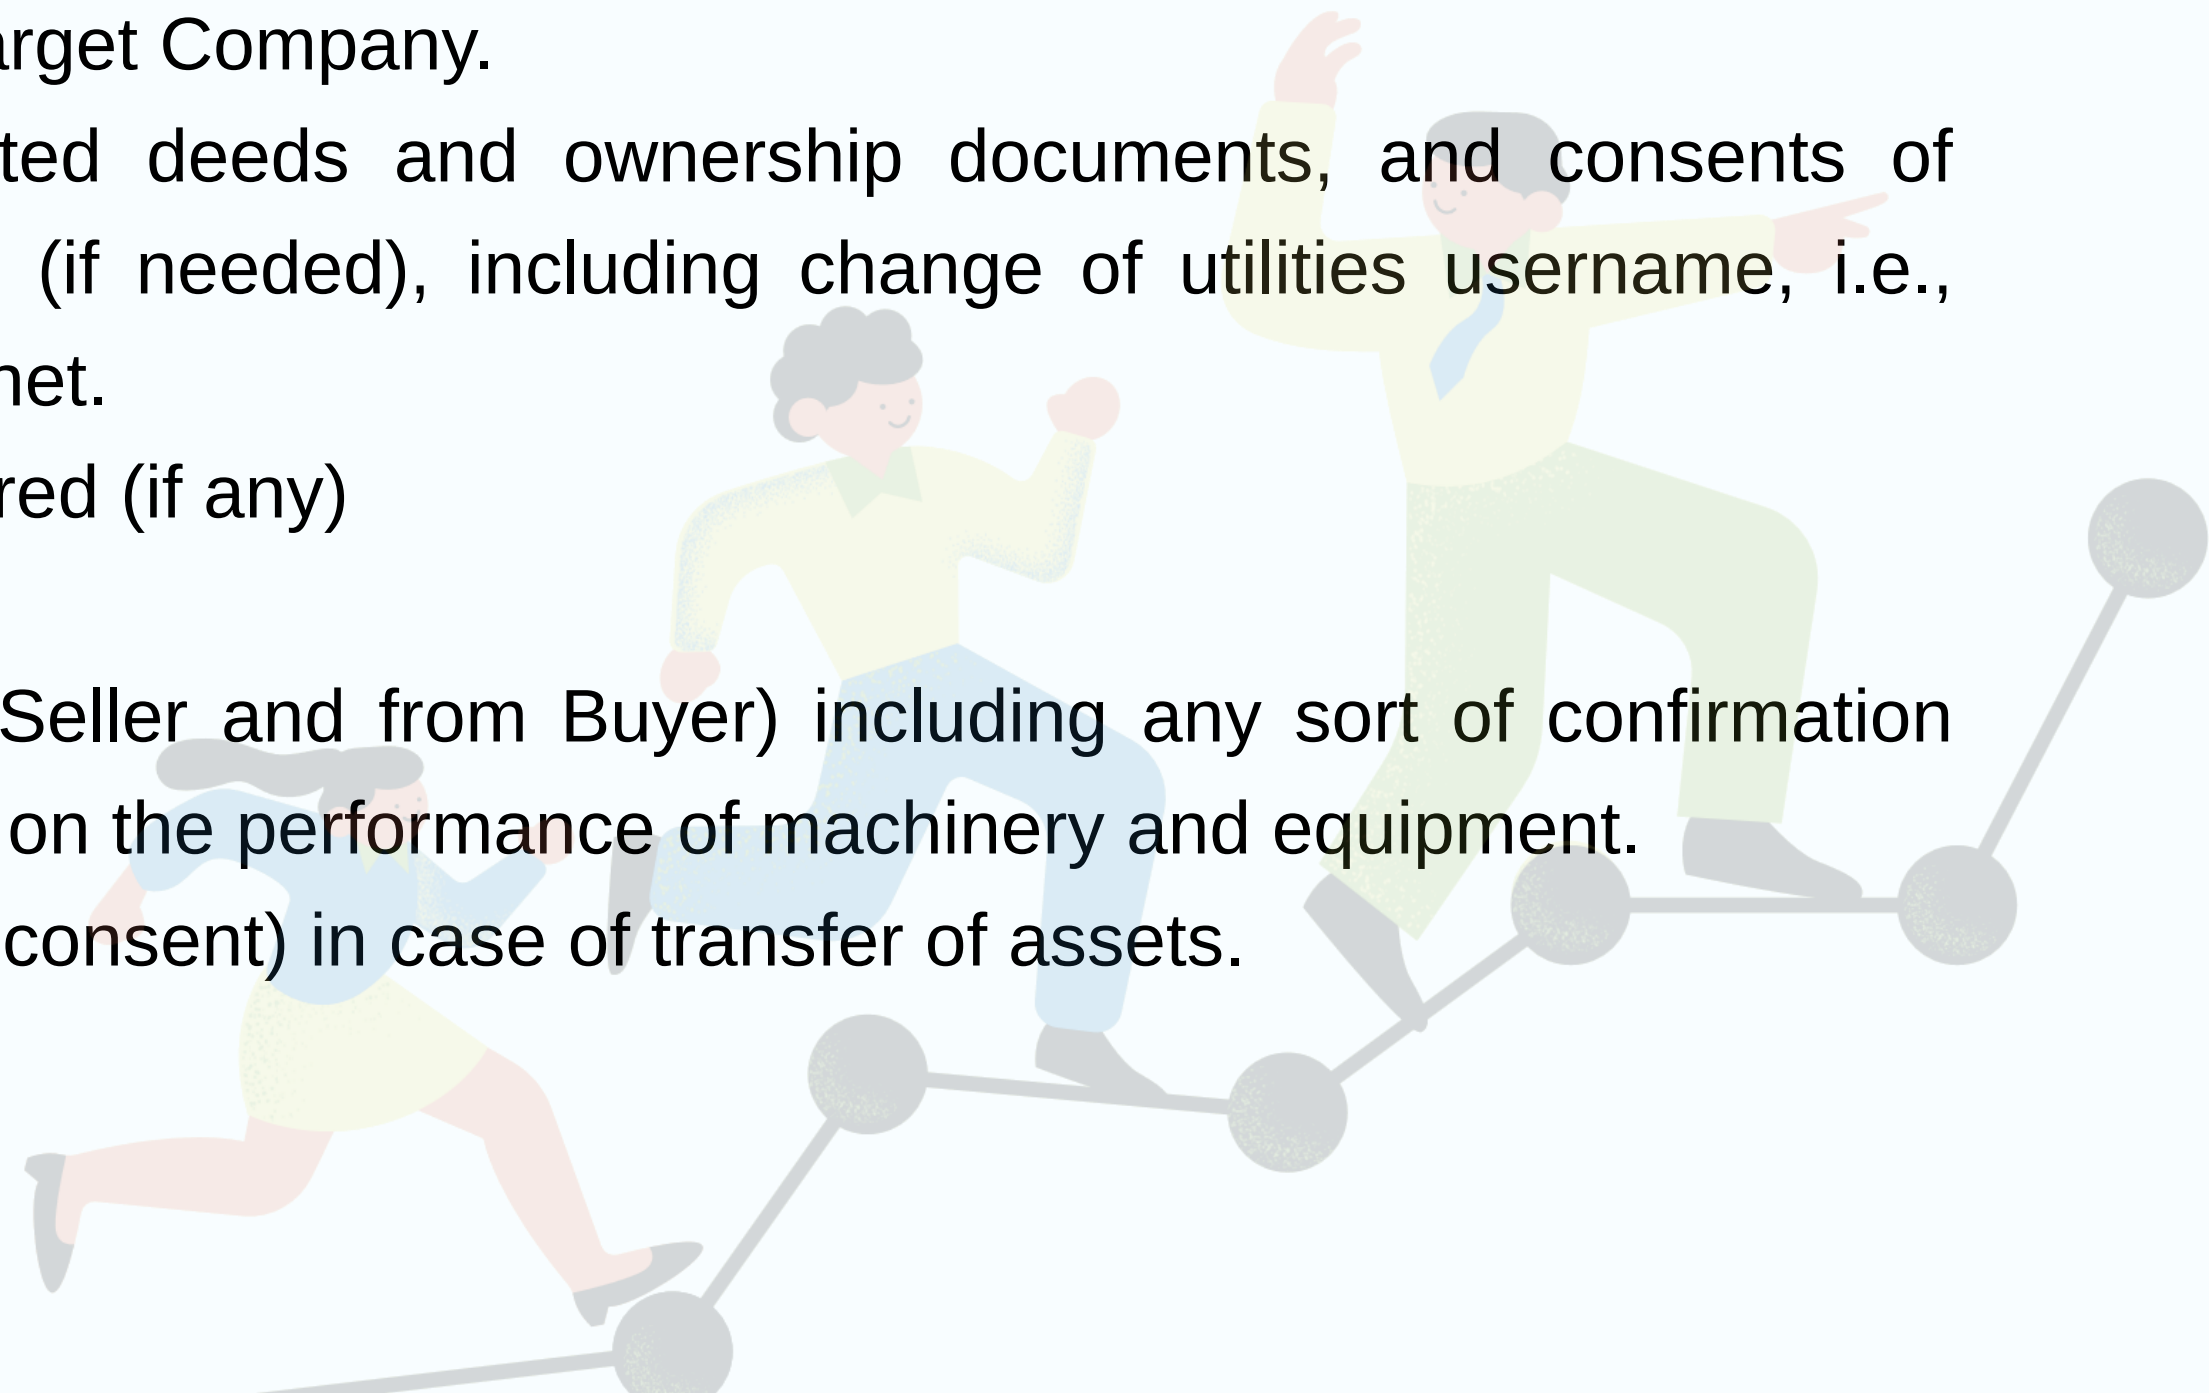 arget Company.
ted deeds and ownership documents, and consents of
(if needed), including change of utilities username, i.e.,
net.
red (if any)
Seller and from Buyer) including any sort of confirmation
on the performance of machinery and equipment.
consent) in case of transfer of assets.